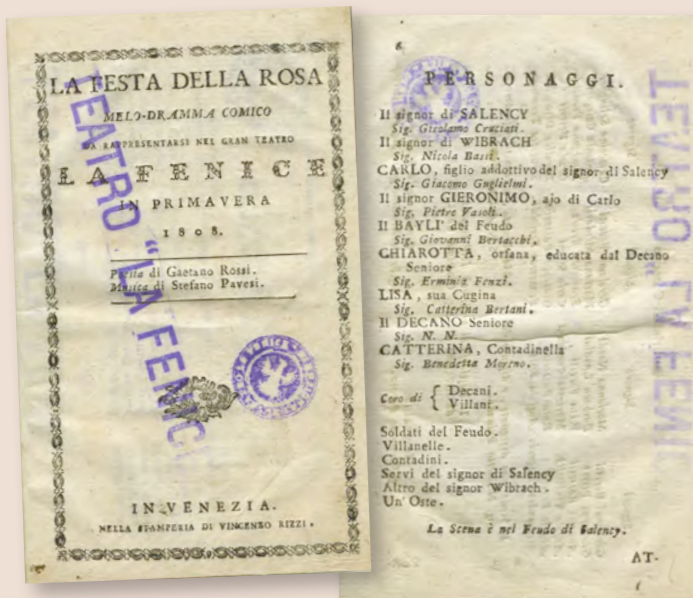 LA FESTA DELLA ROSA
MELO-DRAMMA COMICO
DA RAPPRESENTARSI NEL GRAN TEATRO
LA FENICE
IN PRIMAVERA
1808.
Poesia di Gaetano Rossi.
Musica di Stefano Pavesi.
IN VENEZIA.
NELLA STAMPERIA DI VINCENZO RIZZI.
TEATRO "LA FENICE
6
PERSONAGGI.
Il signor di SALENCY
Sig. Girolamo Cruciati.
Il signor di WIBRACH
Sig. Nicola Bassi.
CARLO, figlio addottivo del signor di Salency
Sig. Giacomo Guglielmi.
Il signor GIERONIMO, ajo di Carlo
Sig. Pietro Vasoli.
Il BAYLI' del Feudo
Sig. Giovanni Bertacchi.
CHIAROTTA, orfana, educata dal Decano
Seniore
Sig. Erminia Fenzi.
LISA, sua Cugina
Sig. Catterina Bertani.
Il DECANO Seniore
Sig. N. N.
CATTERINA, Contadinella
Sig. Benedetta Moreno.
Coro di { Decani.
Villani.
Soldati del Feudo.
Villanelle.
Contadini.
Servi del signor di Salency
Altro del signor Wibrach.
Un' Oste.
La Scena è nel Feudo di Salency.
AT-